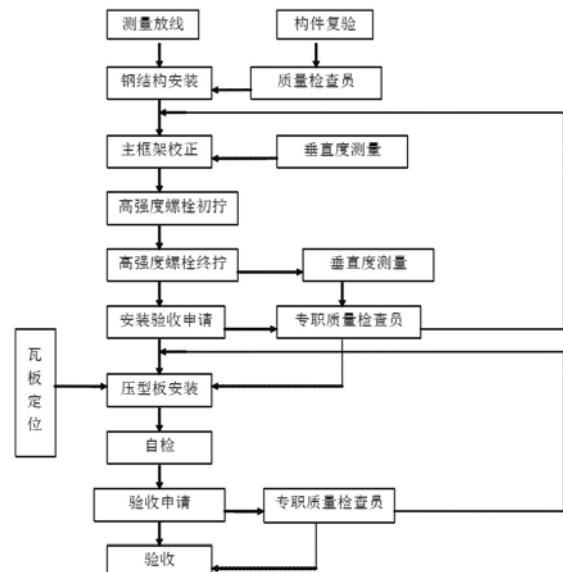 测量放线
构件复验
钢结构安装
质量检查员
主框架校正
垂直度测量
高强度螺栓初拧
高强度螺栓终拧
垂直度测量
安装验收申请
专职质量检查员
瓦板定位
压型板安装
自检
验收申请
专职质量检查员
验收